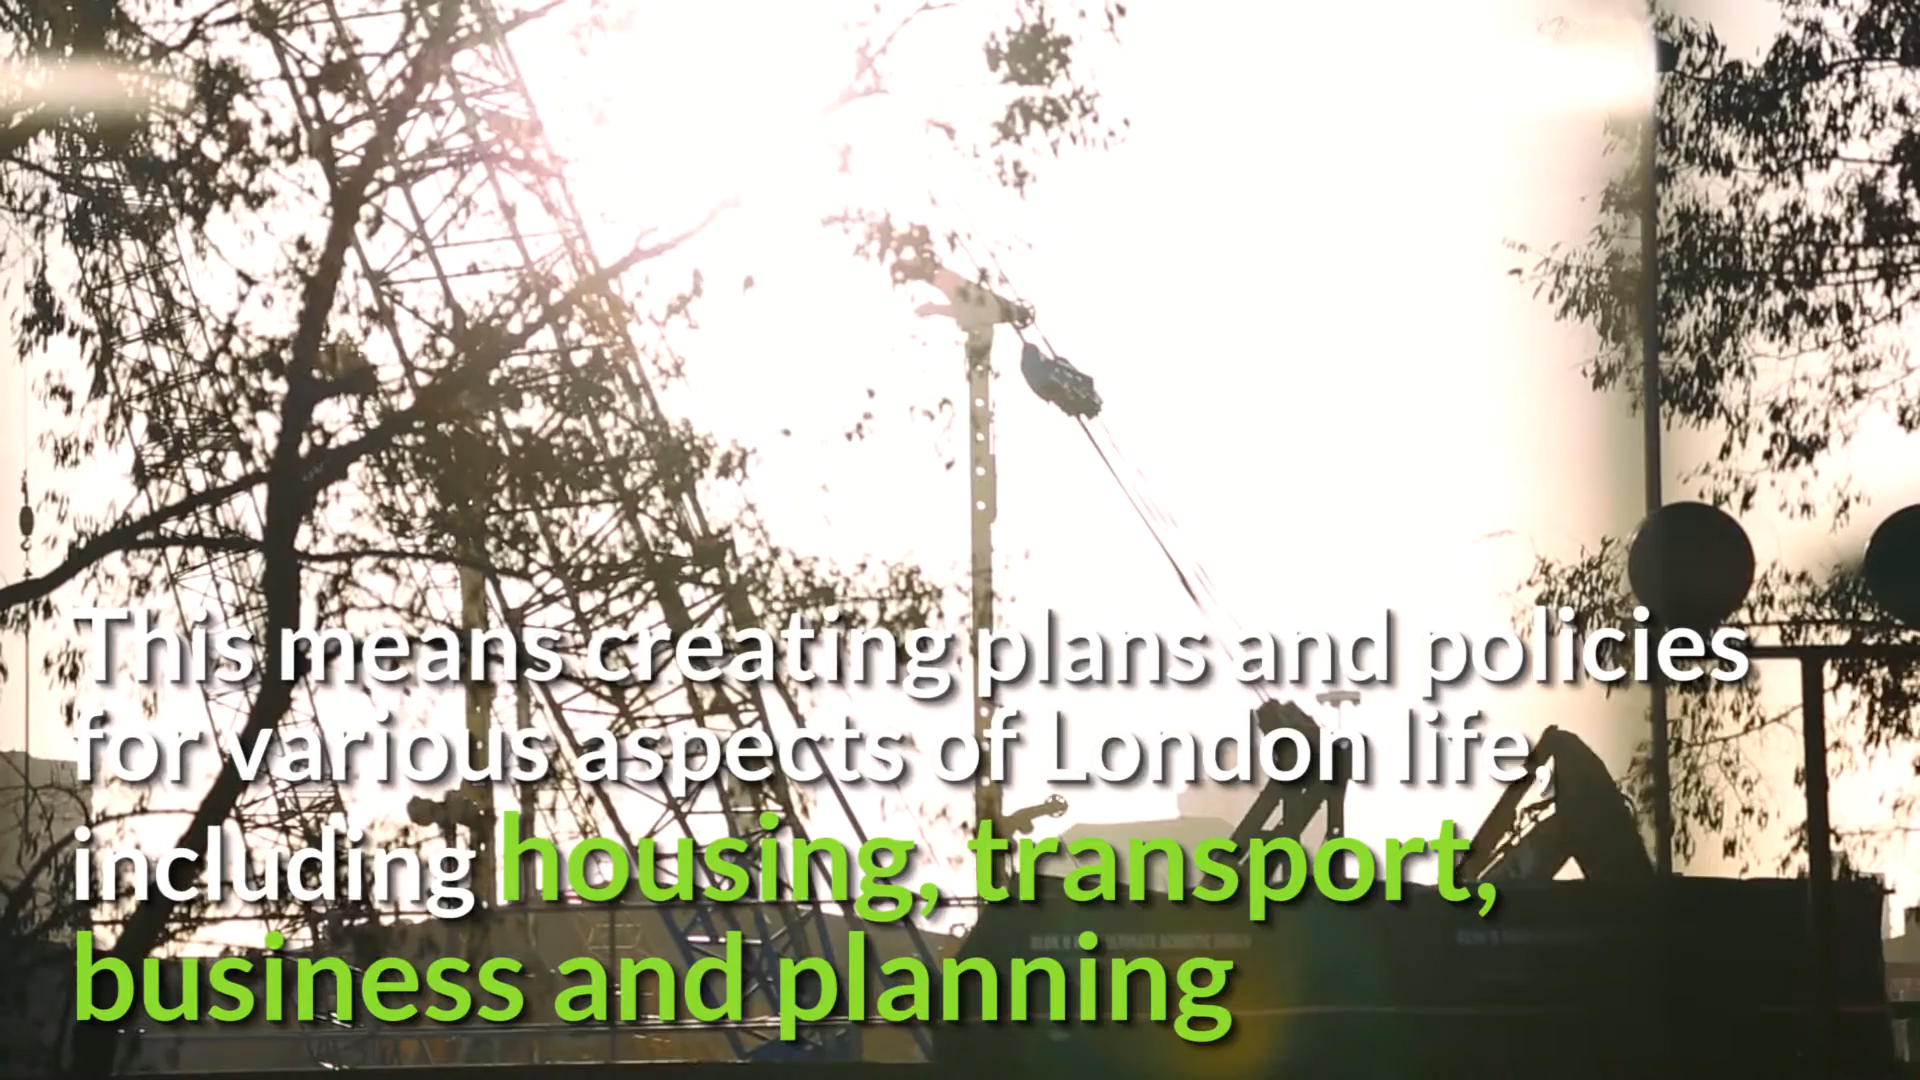 This means creating plans and policies
for various aspects of London life,
including housing, transport,
business and planning